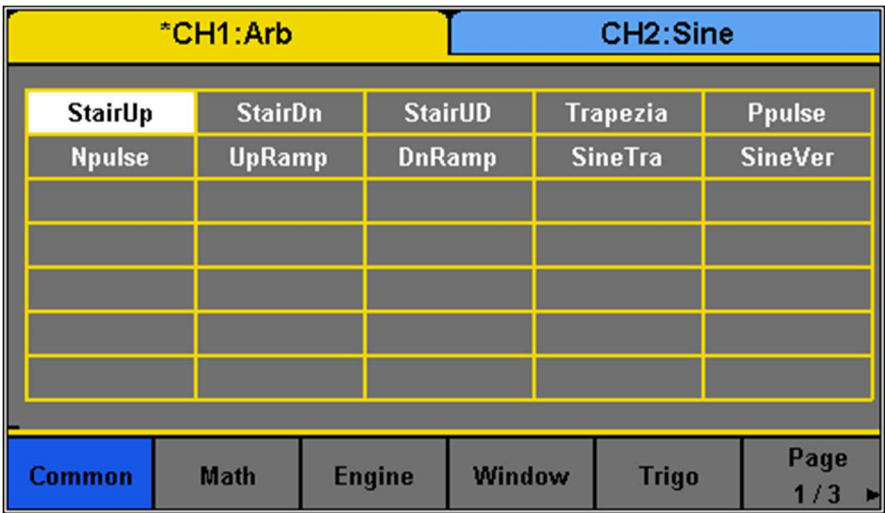 *CH1:Arb CH2:Sine
StairUp StairDn StairUD Trapezia Ppulse
Npulse UpRamp DnRamp SineTra SineVer
Common Math Engine Window Trigo Page
1/3 ►